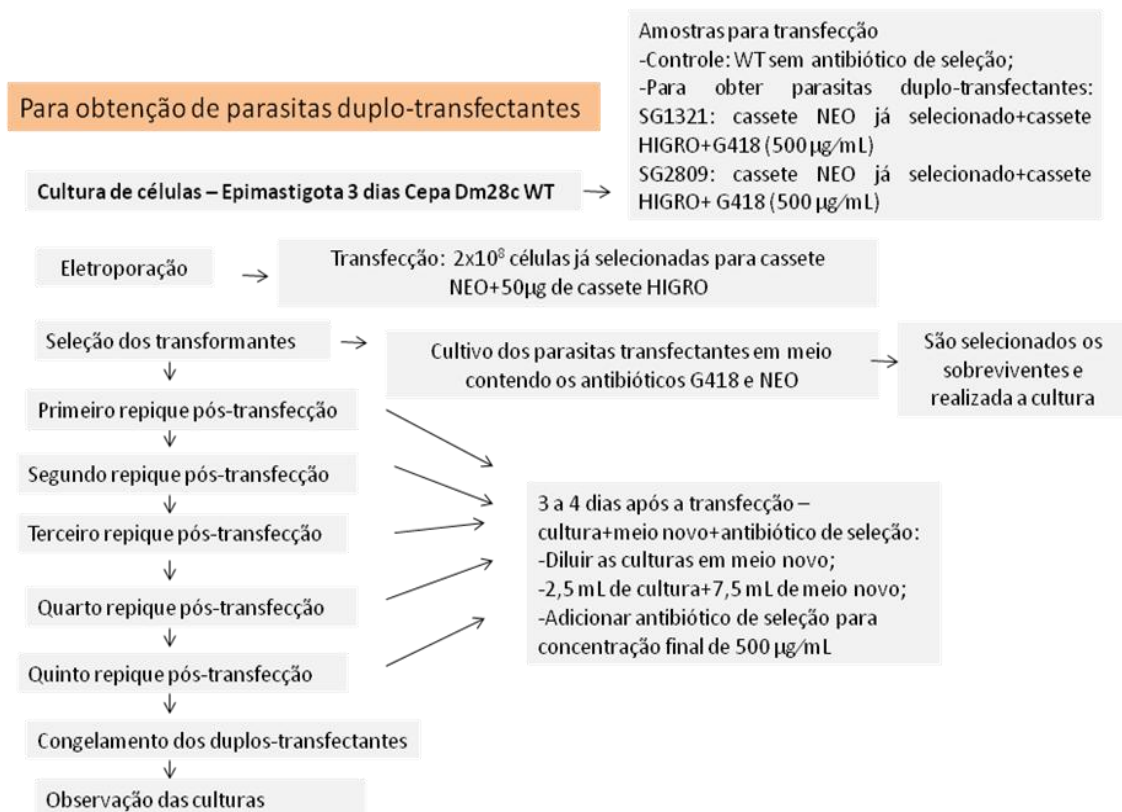 Para obtenção de parasitas duplo-transfectantes
Amostras para transfecção
-Controle: WT sem antibiótico de seleção;
-Para obter parasitas duplo-transfectantes:
SG1321: cassete NEO já selecionado+cassete
HIGRO+G418 (500 µg/mL)
SG2809: cassete NEO já selecionado+cassete
HIGRO+ G418 (500 µg/mL)
Cultura de células – Epimastigota 3 dias Cepa Dm28c WT
Eletroporação
Transfecção: 2x10⁸ células já selecionadas para cassete
NEO+50µg de cassete HIGRO
Seleção dos transformantes
Cultivo dos parasitas transfectantes em meio
contendo os antibióticos G418 e NEO
São selecionados os
sobreviventes e
realizada a cultura
Primeiro repique pós-transfecção
Segundo repique pós-transfecção
Terceiro repique pós-transfecção
Quarto repique pós-transfecção
Quinto repique pós-transfecção
3 a 4 dias após a transfecção –
cultura+meio novo+antibiótico de seleção:
-Diluir as culturas em meio novo;
-2,5 mL de cultura+7,5 mL de meio novo;
-Adicionar antibiótico de seleção para
concentração final de 500 µg/mL
Congelamento dos duplos-transfectantes
Observação das culturas